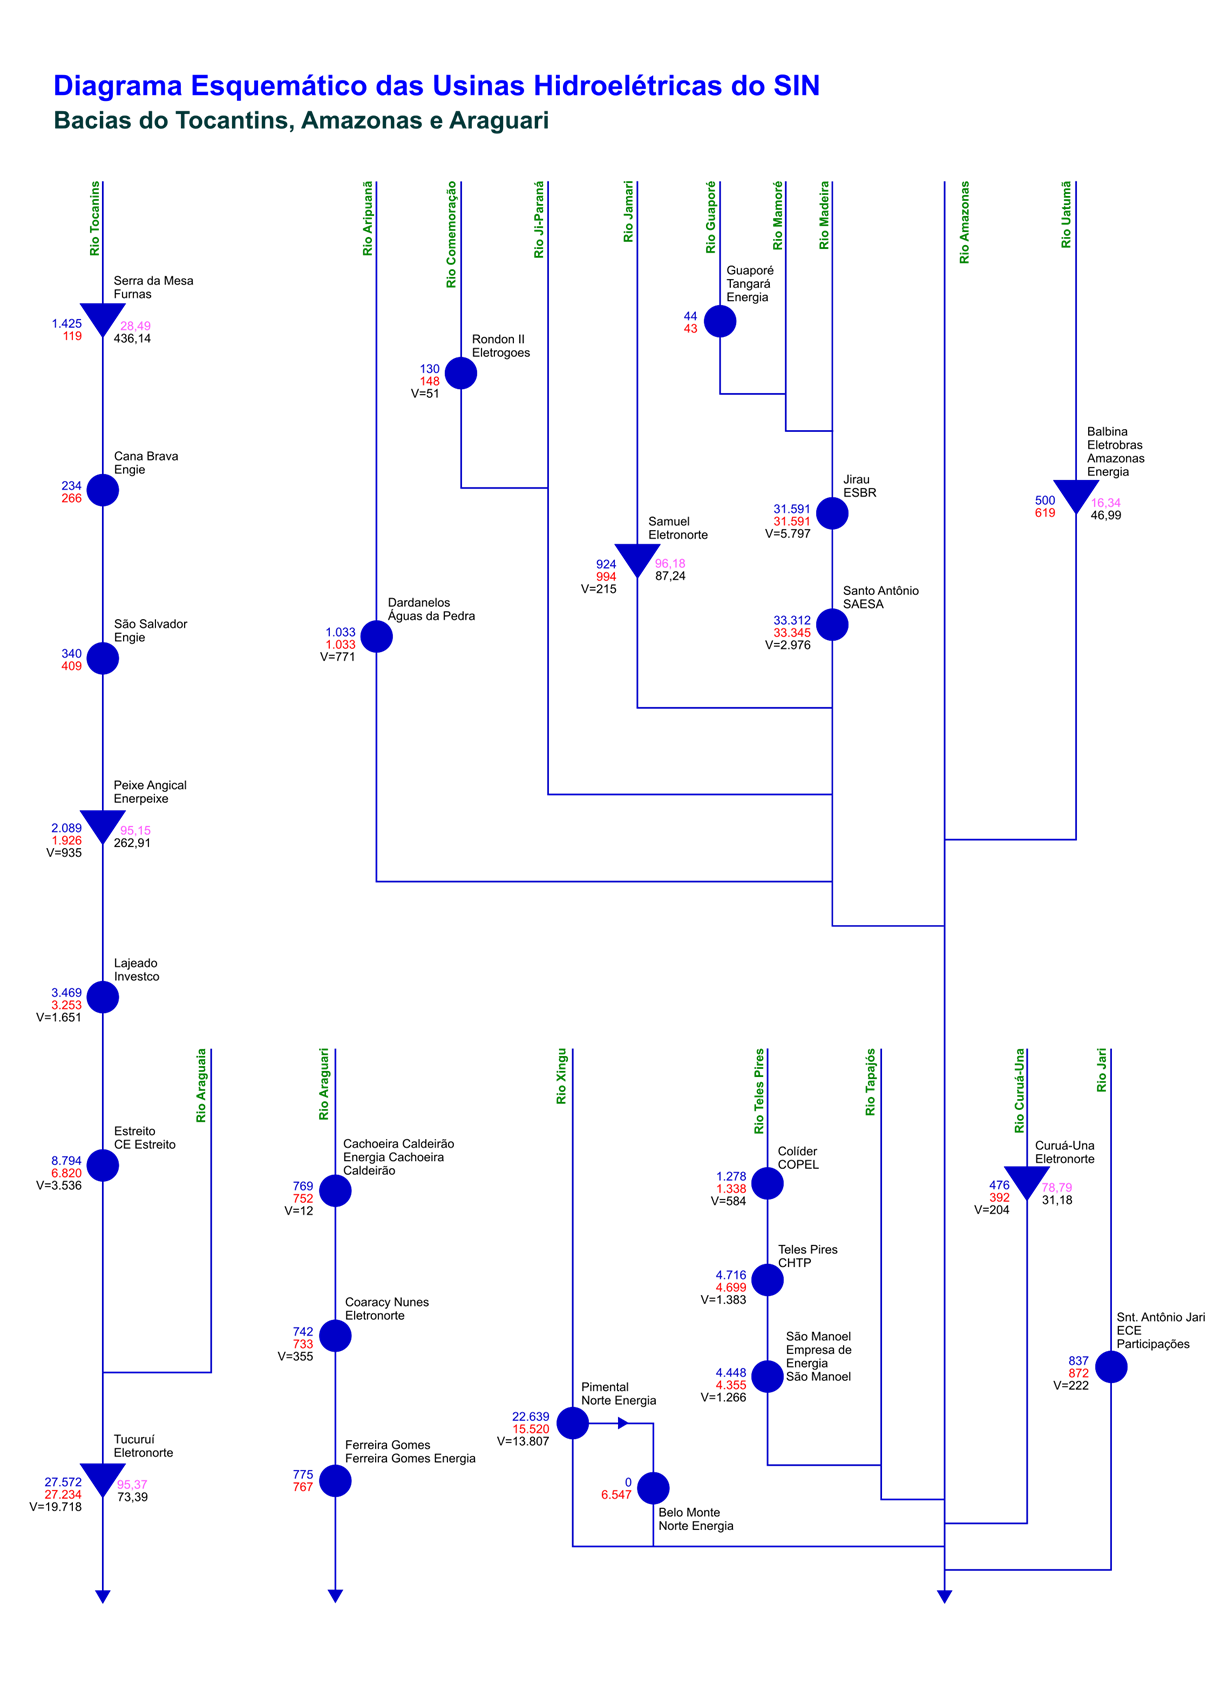 Diagrama Esquemático das Usinas Hidroelétricas do SIN
Bacias do Tocantins, Amazonas e Araguari
Rio Tocanins
Rio Aripuanã
Rio Comemoração
Rio Ji-Paraná
Rio Jamari
Rio Guaporé
Rio Mamoré
Rio Madeira
Rio Amazonas
Rio Uatumã
Serra da Mesa
Furnas
1.425
119
28,49
436,14
Cana Brava
Engie
234
266
São Salvador
Engie
340
409
Peixe Angical
Enerpeixe
2.089
1.926
V=935
95,15
262,91
Lajeado
Investco
3.469
3.253
V=1.651
Estreito
CE Estreito
8.794
6.820
V=3.536
Rio Araguaia
Tucuruí
Eletronorte
27.572
27.234
V=19.718
95,37
73,39
Dardanelos
Águas da Pedra
1.033
1.033
V=771
Rondon II
Eletrogoes
130
148
V=51
Samuel
Eletronorte
924
994
V=215
96,18
87,24
Guaporé
Tangará
Energia
44
43
Jirau
ESBR
31.591
31.591
V=5.797
Santo Antônio
SAESA
33.312
33.345
V=2.976
Balbina
Eletrobras
Amazonas
Energia
500
619
16,34
46,99
Rio Araguari
Cachoeira Caldeirão
Energia Cachoeira
Caldeirão
769
752
V=12
Coaracy Nunes
Eletronorte
742
733
V=355
Ferreira Gomes
Ferreira Gomes Energia
775
767
Rio Xingu
Pimental
Norte Energia
22.639
15.520
V=13.807
0
6.547
Belo Monte
Norte Energia
Rio Teles Pires
Colíder
COPEL
1.278
1.338
V=584
Teles Pires
CHTP
4.716
4.699
V=1.383
São Manoel
Empresa de
Energia
São Manoel
4.448
4.355
V=1.266
Rio Tapajós
Rio Curuá-Una
Curuá-Una
Eletronorte
476
392
V=204
78,79
31,18
Rio Jari
Snt. Antônio Jari
ECE
Participações
837
872
V=222